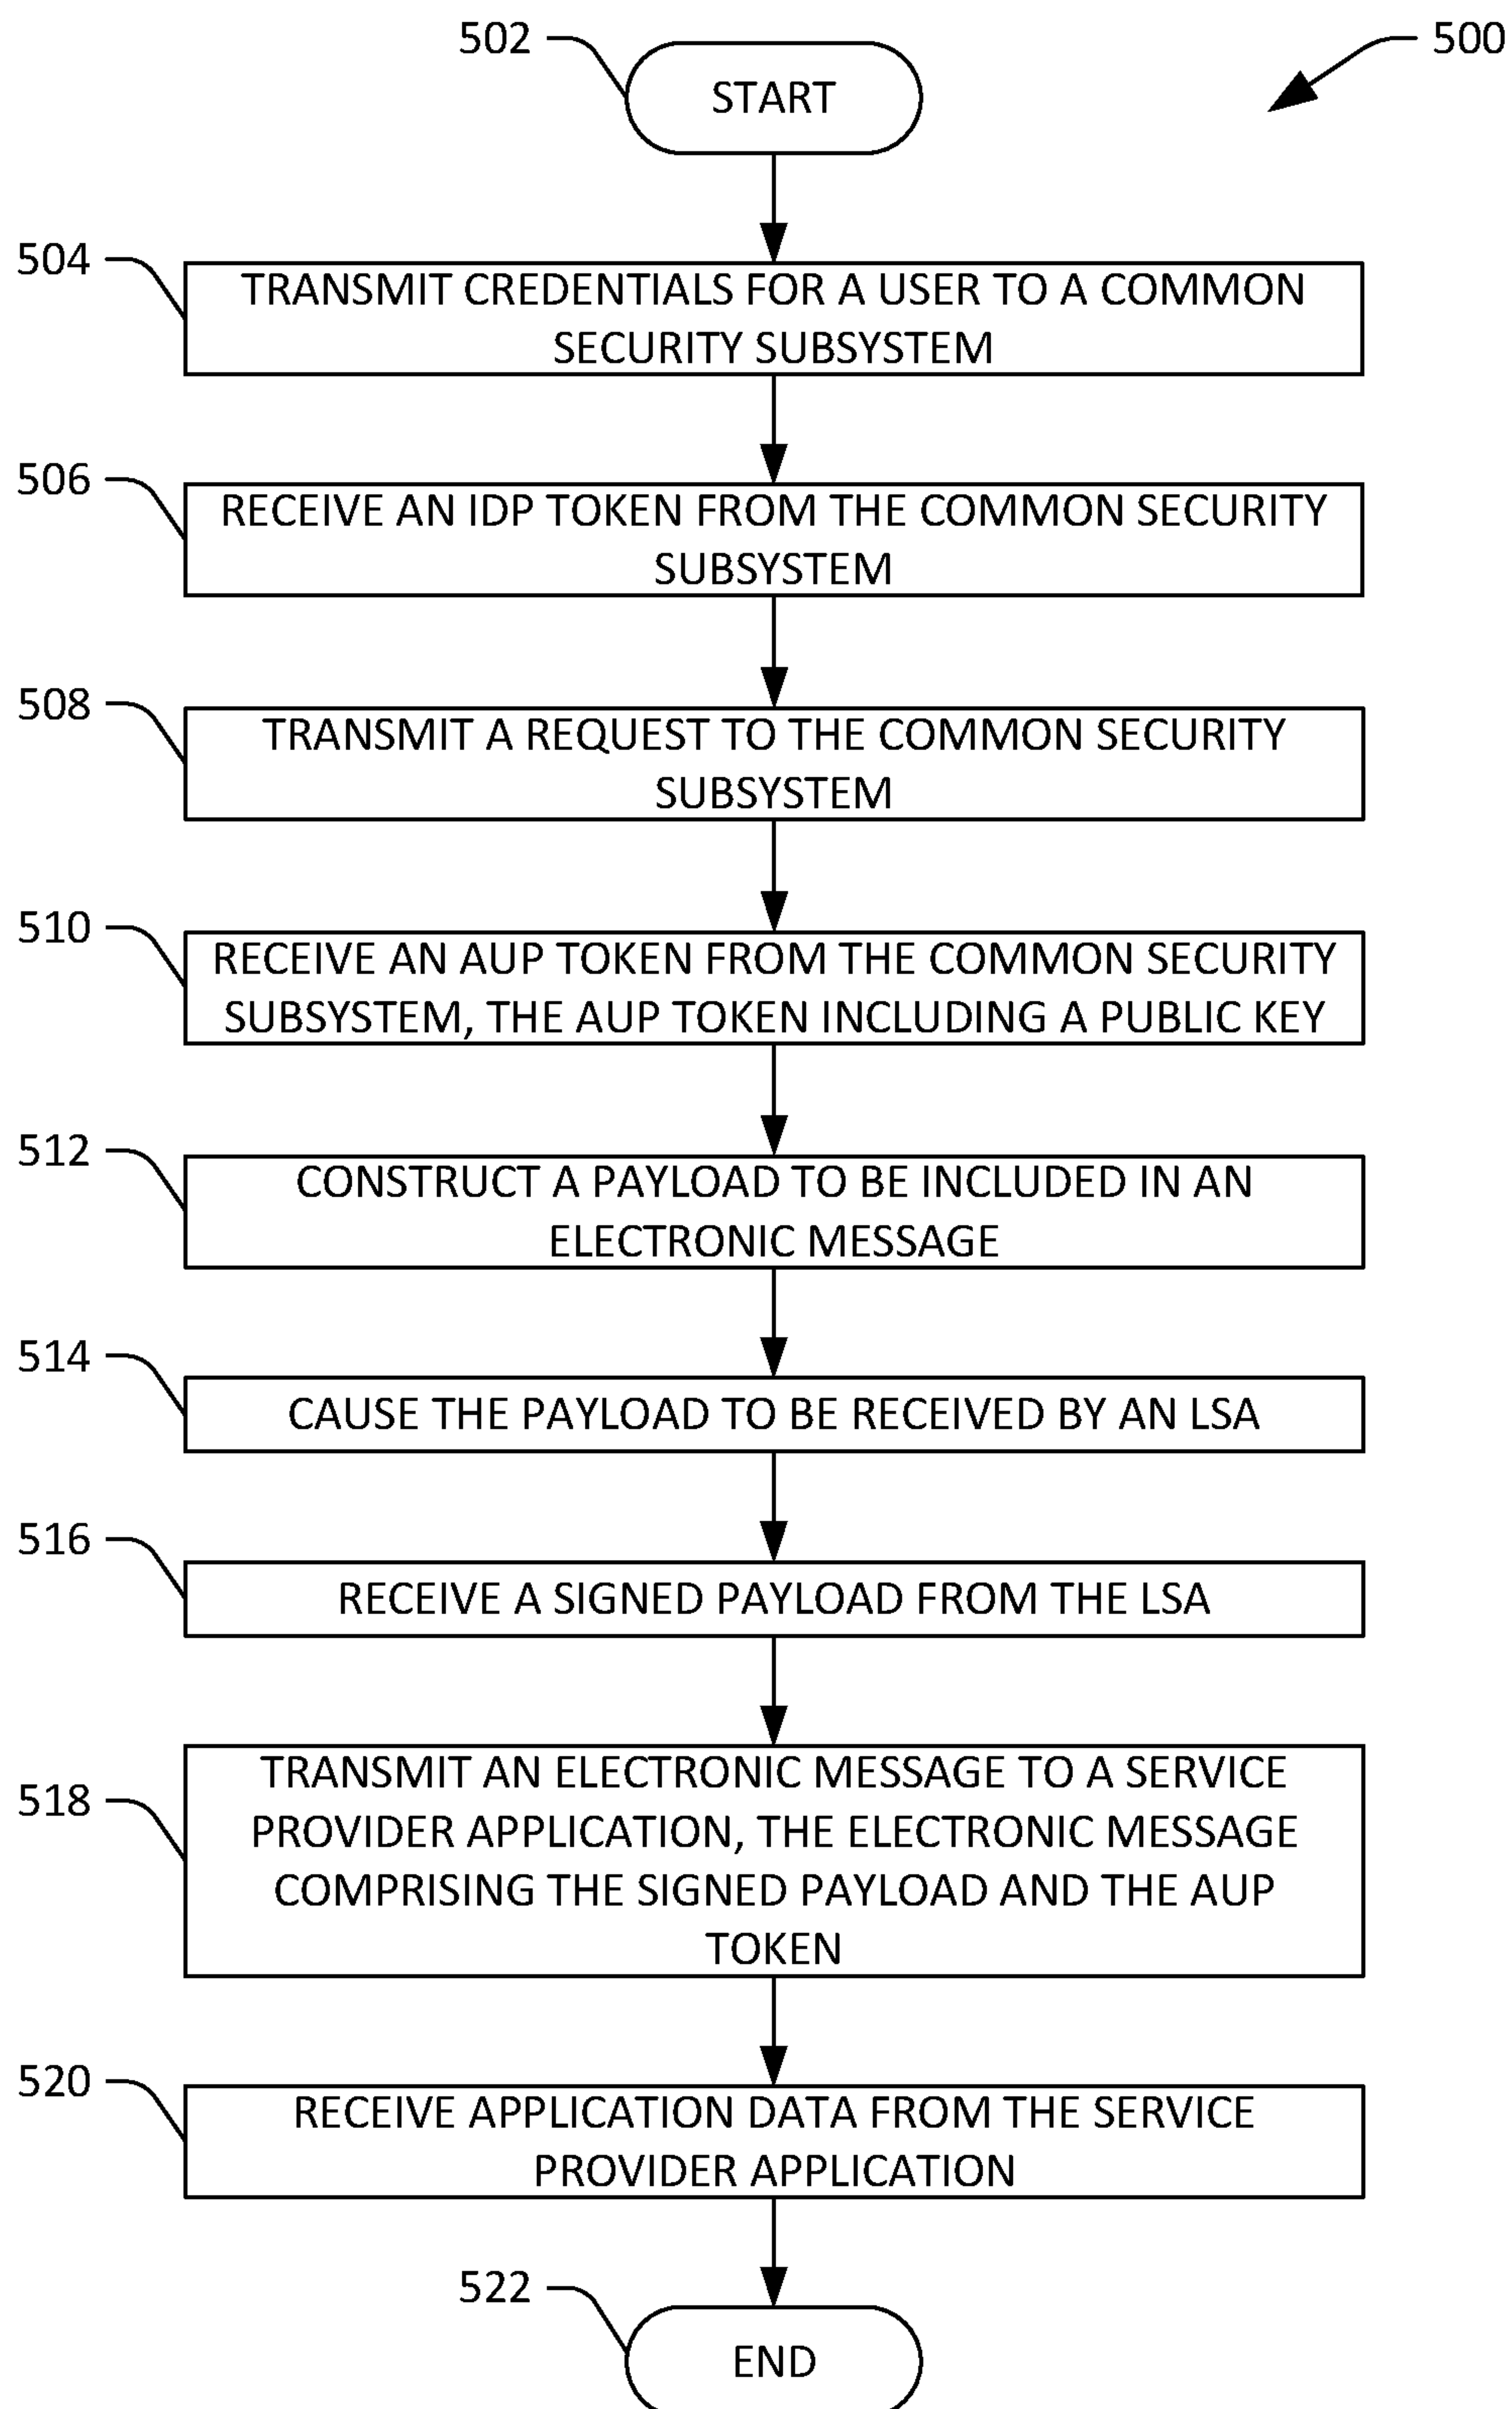 502
500
START
504
TRANSMIT CREDENTIALS FOR A USER TO A COMMON
SECURITY SUBSYSTEM
506
RECEIVE AN IDP TOKEN FROM THE COMMON SECURITY
SUBSYSTEM
508
TRANSMIT A REQUEST TO THE COMMON SECURITY
SUBSYSTEM
510
RECEIVE AN AUP TOKEN FROM THE COMMON SECURITY
SUBSYSTEM, THE AUP TOKEN INCLUDING A PUBLIC KEY
512
CONSTRUCT A PAYLOAD TO BE INCLUDED IN AN
ELECTRONIC MESSAGE
514
CAUSE THE PAYLOAD TO BE RECEIVED BY AN LSA
516
RECEIVE A SIGNED PAYLOAD FROM THE LSA
518
TRANSMIT AN ELECTRONIC MESSAGE TO A SERVICE
PROVIDER APPLICATION, THE ELECTRONIC MESSAGE
COMPRISING THE SIGNED PAYLOAD AND THE AUP
TOKEN
520
RECEIVE APPLICATION DATA FROM THE SERVICE
PROVIDER APPLICATION
522
END